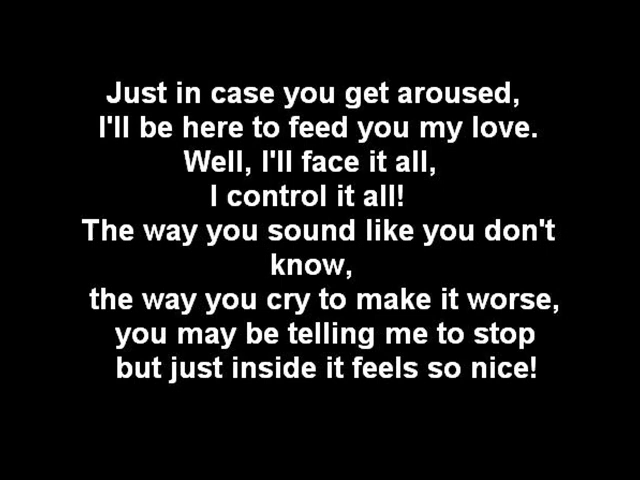 Just in case you get aroused,
I'll be here to feed you my love.
Well, I'll face it all,
I control it all!
The way you sound like you don't
know,
the way you cry to make it worse,
you may be telling me to stop
but just inside it feels so nice!